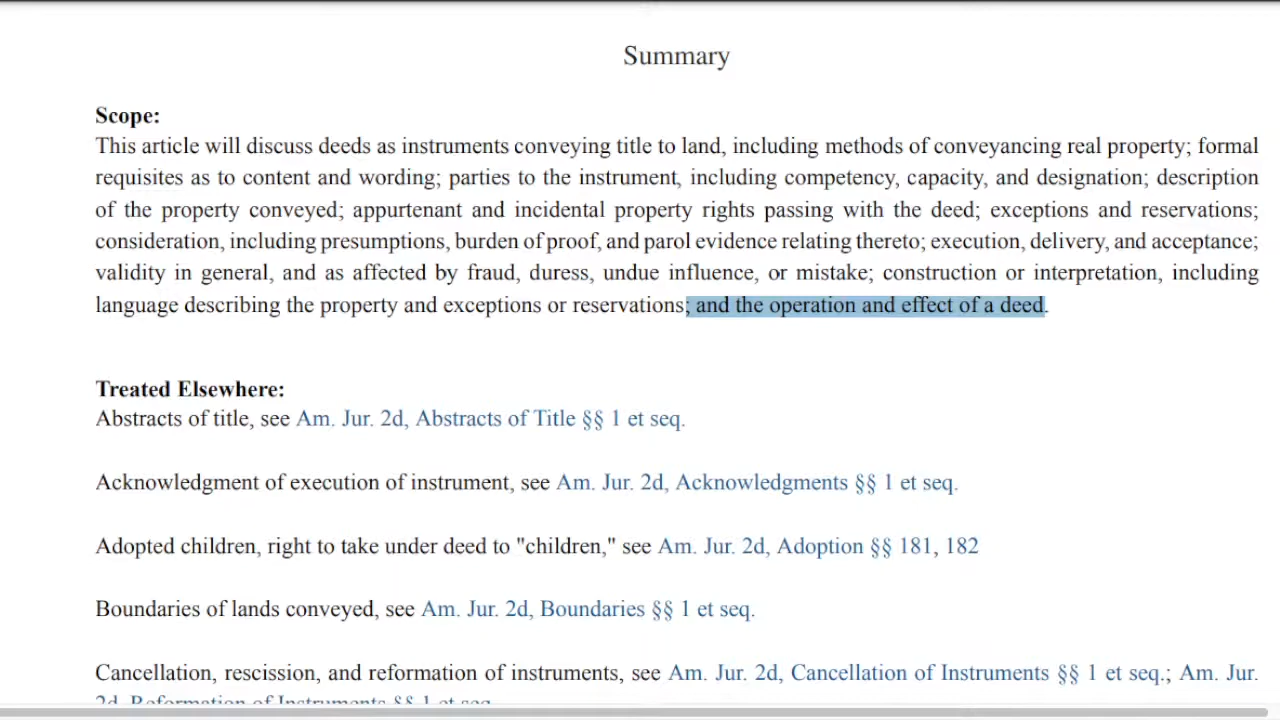 Summary
Scope:
This article will discuss deeds as instruments conveying title to land, including methods of conveyancing real property; formal
requisites as to content and wording; parties to the instrument, including competency, capacity, and designation; description
of the property conveyed; appurtenant and incidental property rights passing with the deed; exceptions and reservations;
consideration, including presumptions, burden of proof, and parol evidence relating thereto; execution, delivery, and acceptance;
validity in general, and as affected by fraud, duress, undue influence, or mistake; construction or interpretation, including
language describing the property and exceptions or reservations; and the operation and effect of a deed.
Treated Elsewhere:
Abstracts of title, see Am. Jur. 2d, Abstracts of Title §§ 1 et seq.
Acknowledgment of execution of instrument, see Am. Jur. 2d, Acknowledgments §§ 1 et seq.
Adopted children, right to take under deed to "children," see Am. Jur. 2d, Adoption §§ 181, 182
Boundaries of lands conveyed, see Am. Jur. 2d, Boundaries §§ 1 et seq.
Cancellation, rescission, and reformation of instruments, see Am. Jur. 2d, Cancellation of Instruments §§ 1 et seq.; Am. Jur.
2d, Reformation of Instruments §§ 1 et seq.